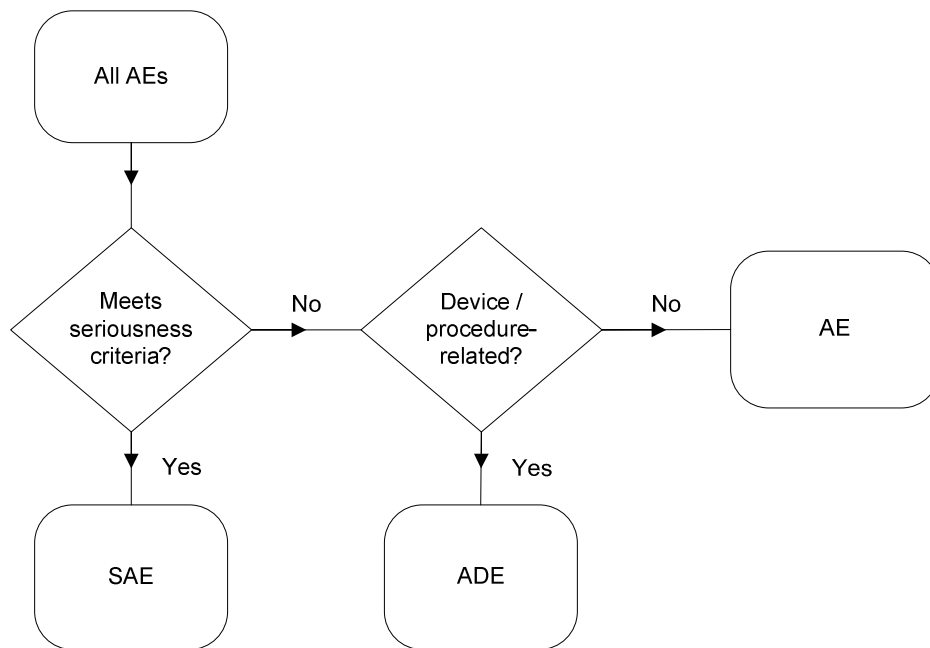 All AEs
Meets
seriousness
criteria?
No
Device /
procedure-
related?
No
AE
Yes
Yes
SAE
ADE